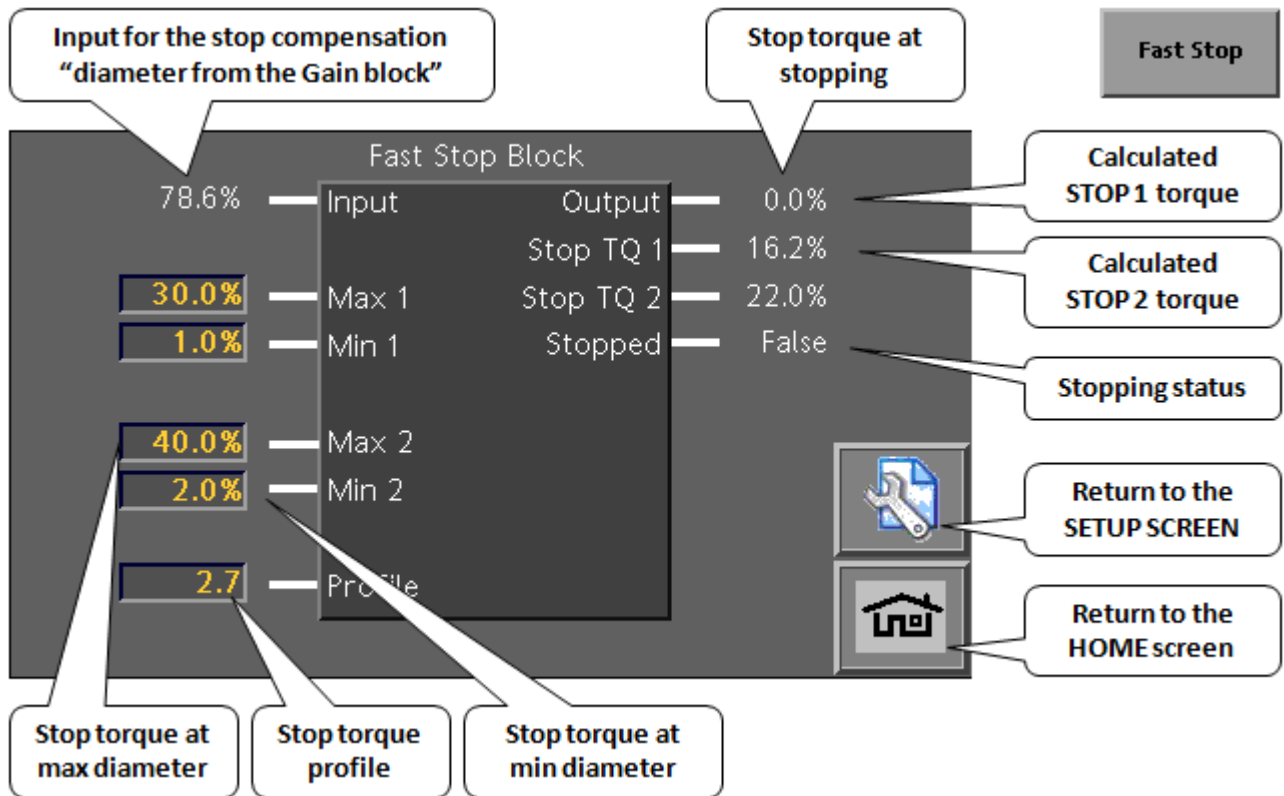 Input for the stop compensation
“diameter from the Gain block”
Stop torque at
stopping
Fast Stop
Fast Stop Block
78.6%
Input
Output
0.0%
Calculated
STOP 1 torque
Stop TQ 1
16.2%
Calculated
STOP 2 torque
30.0%
Max 1
Stop TQ 2
22.0%
1.0%
Min 1
Stopped
False
Stopping status
40.0%
Max 2
2.0%
Min 2
Return to the
SETUP SCREEN
2.7
Profile
Return to the
HOME screen
Stop torque at
max diameter
Stop torque
profile
Stop torque at
min diameter